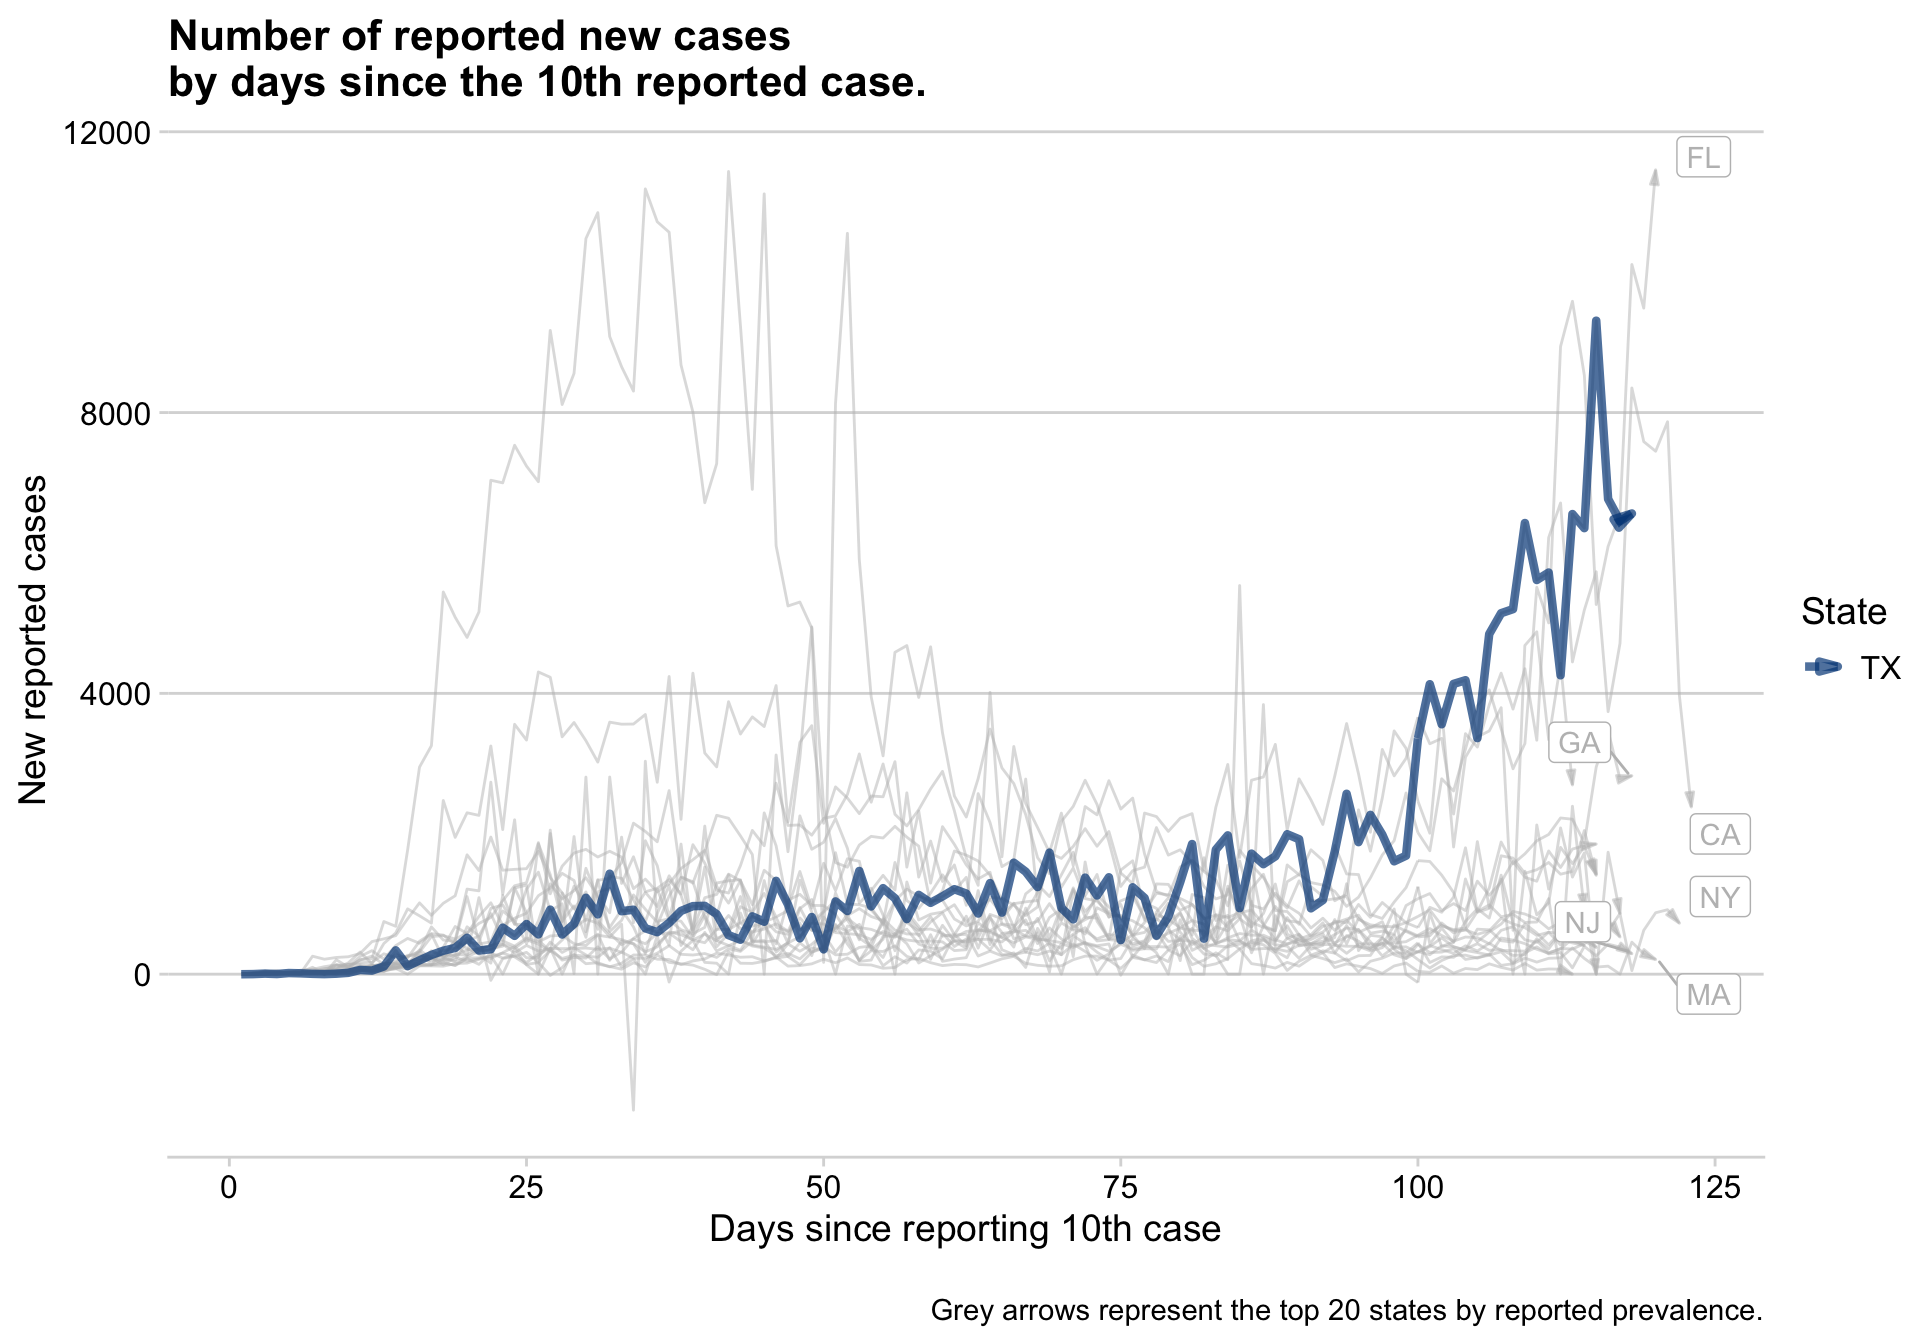 Number of reported new cases
by days since the 10th reported case.
12000
8000
4000
0
New reported cases
FL
GA
CA
NY
NJ
MA
State
TX
0 25 50 75 100 125
Days since reporting 10th case
Grey arrows represent the top 20 states by reported prevalence.